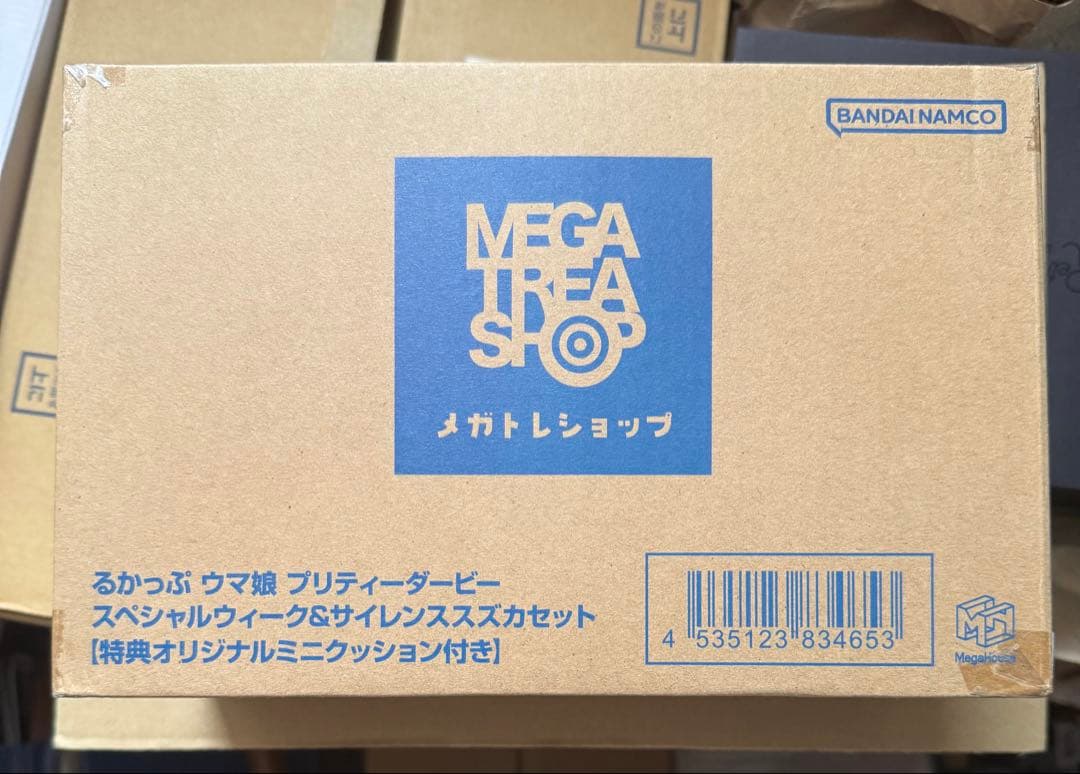 BANDAI NAMCO
MEGA
TREA
SHOP
メガトレショップ
るかっぷ ウマ娘 プリティーダービー
スペシャルウィーク&サイレンススズカセット
【特典オリジナルミニクッション付き】
4 535123 834653
MegaHouse